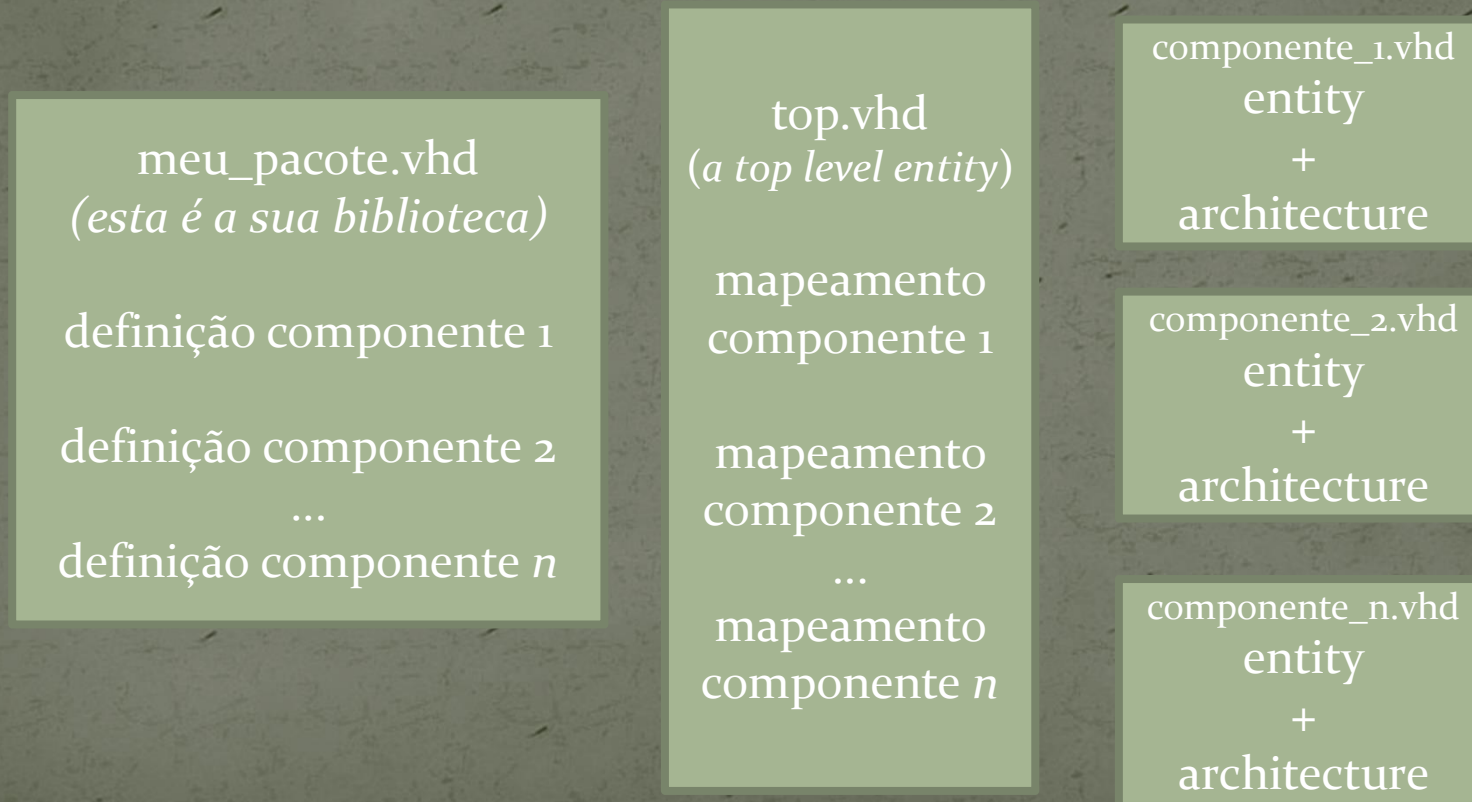 meu_pacote.vhd
(esta é a sua biblioteca)
definição componente 1
definição componente 2
...
definição componente n
top.vhd
(a top level entity)
mapeamento
componente 1
mapeamento
componente 2
...
mapeamento
componente n
componente_1.vhd
entity
+
architecture
componente_2.vhd
entity
+
architecture
componente_n.vhd
entity
+
architecture